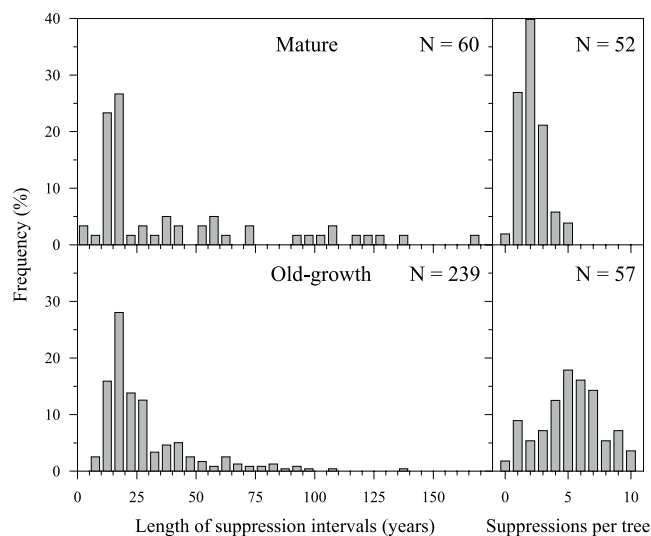 40
Mature N = 60 N = 52
30
20
10
0
Frequency (%)
Old-growth N = 239 N = 57
30
20
10
0
0 25 50 75 100 125 150 0 5 10
Length of suppression intervals (years) Suppressions per tree